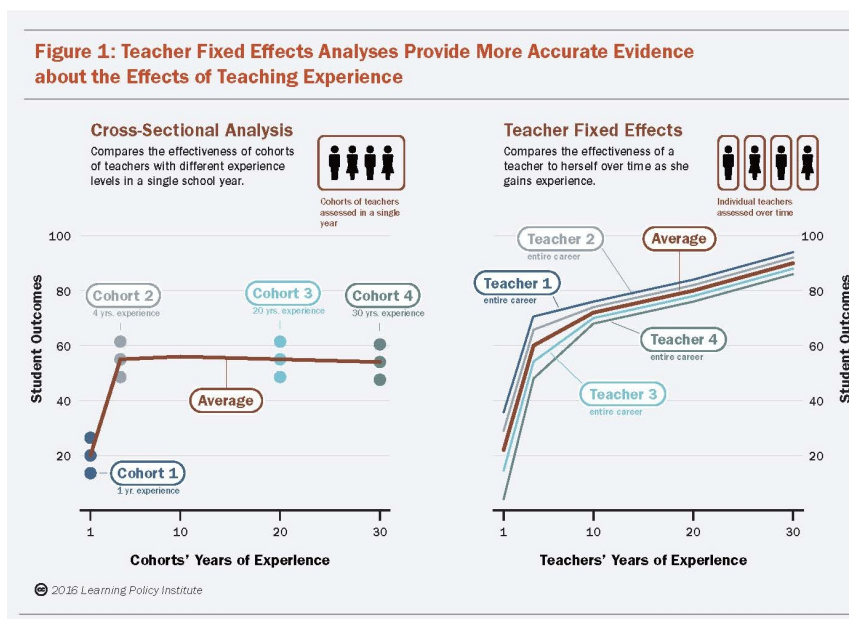 Figure 1: Teacher Fixed Effects Analyses Provide More Accurate Evidence
about the Effects of Teaching Experience
Cross-Sectional Analysis
Compares the effectiveness of cohorts
of teachers with different experience
levels in a single school year.
Cohorts of teachers
assessed in a single
year
Student Outcomes
100
80
60
40
20
Cohort 2
4 yrs. experience
Cohort 3
20 yrs. experience
Cohort 4
30 yrs. experience
Average
Cohort 1
1 yr. experience
1
10
20
30
Cohorts' Years of Experience
Teacher Fixed Effects
Compares the effectiveness of a
teacher to herself over time as she
gains experience.
Individual teachers
assessed over time
Teacher 2
entire career
Average
Teacher 1
entire career
Teacher 4
entire career
Teacher 3
entire career
100
80
60
40
20
Student Outcomes
1
10
20
30
Teachers' Years of Experience
cc 2016 Learning Policy Institute